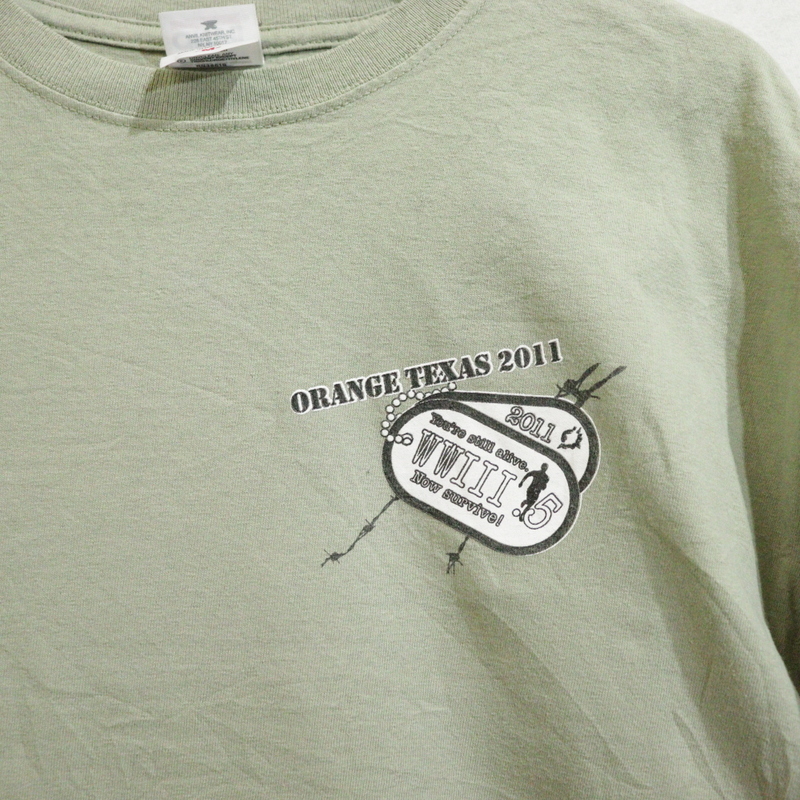 ORANGE TEXAS 2011
2011
You're still alive.
WWIII.5
Now survive!